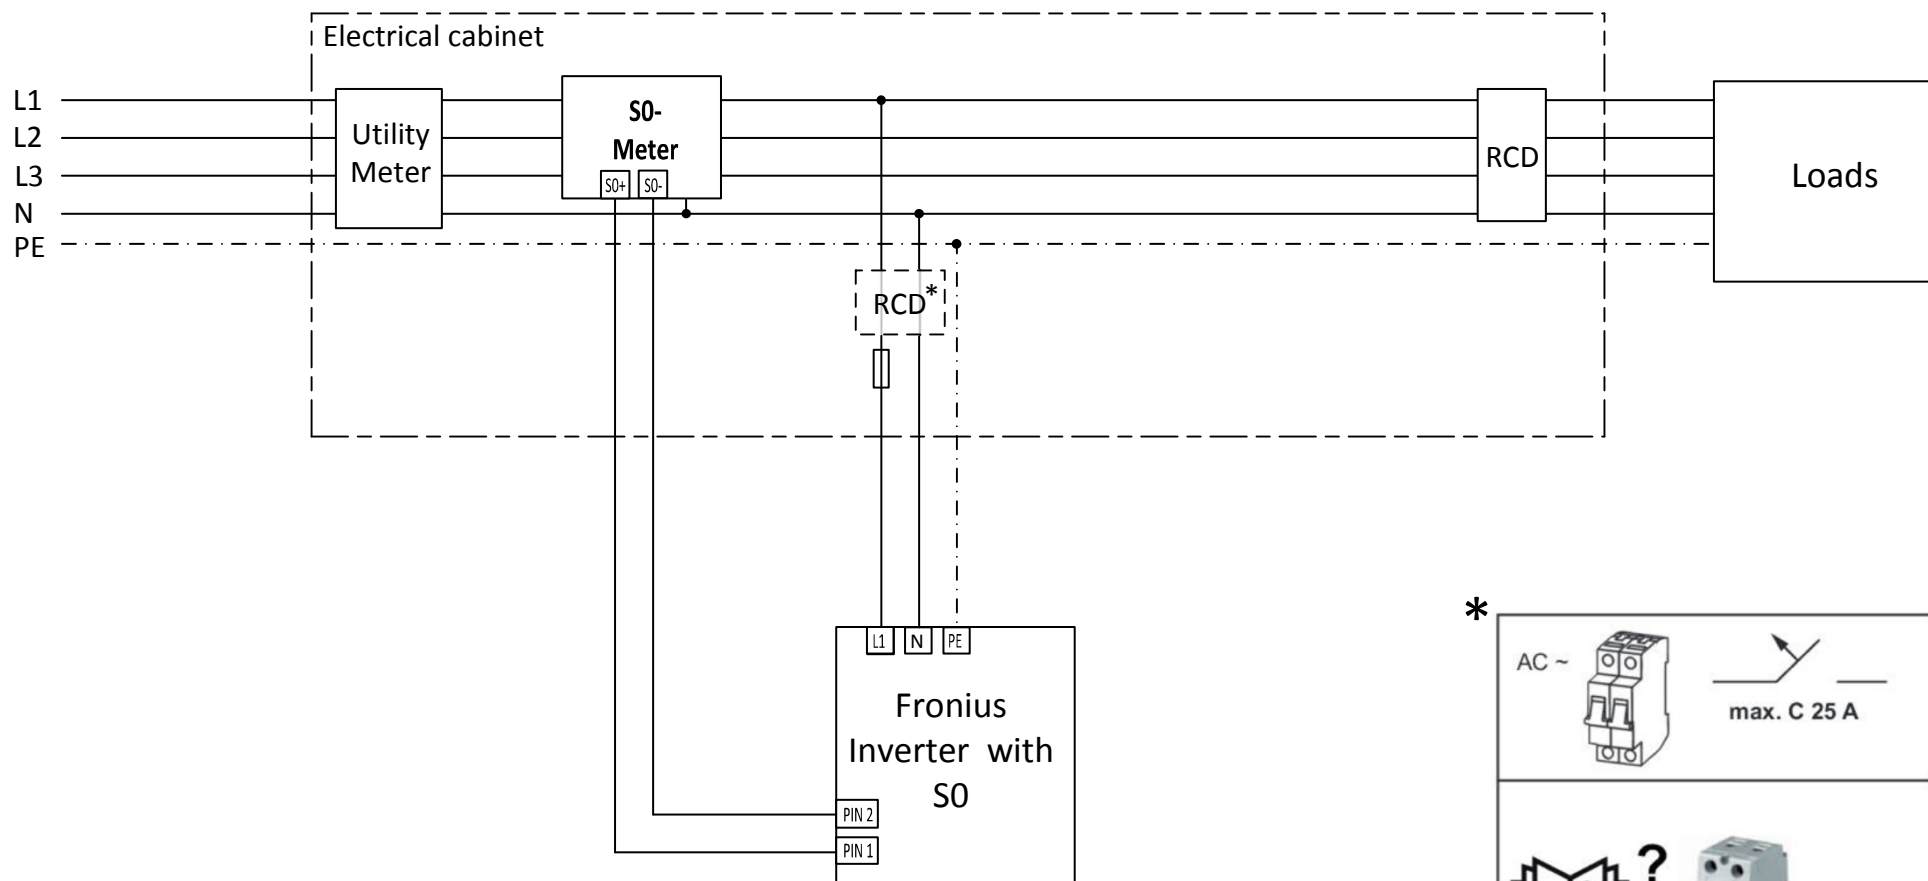 Electrical cabinet
L1
L2
L3
N
PE
Utility
Meter
S0-
Meter
S0+
S0-
RCD
Loads
RCD*
L1
N
PE
Fronius
Inverter with
S0
PIN 2
PIN 1
*
AC ~
max. C 25 A
?